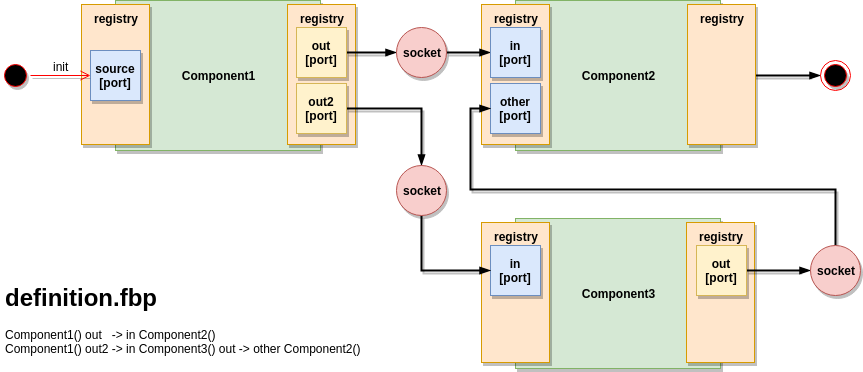 registry
registry
registry
registry
init
source
[port]
Component1
out
[port]
out2
[port]
socket
in
[port]
other
[port]
Component2
socket
registry
registry
in
[port]
Component3
out
[port]
socket
definition.fbp
Component1() out   -> in Component2()
Component1() out2 -> in Component3() out -> other Component2()